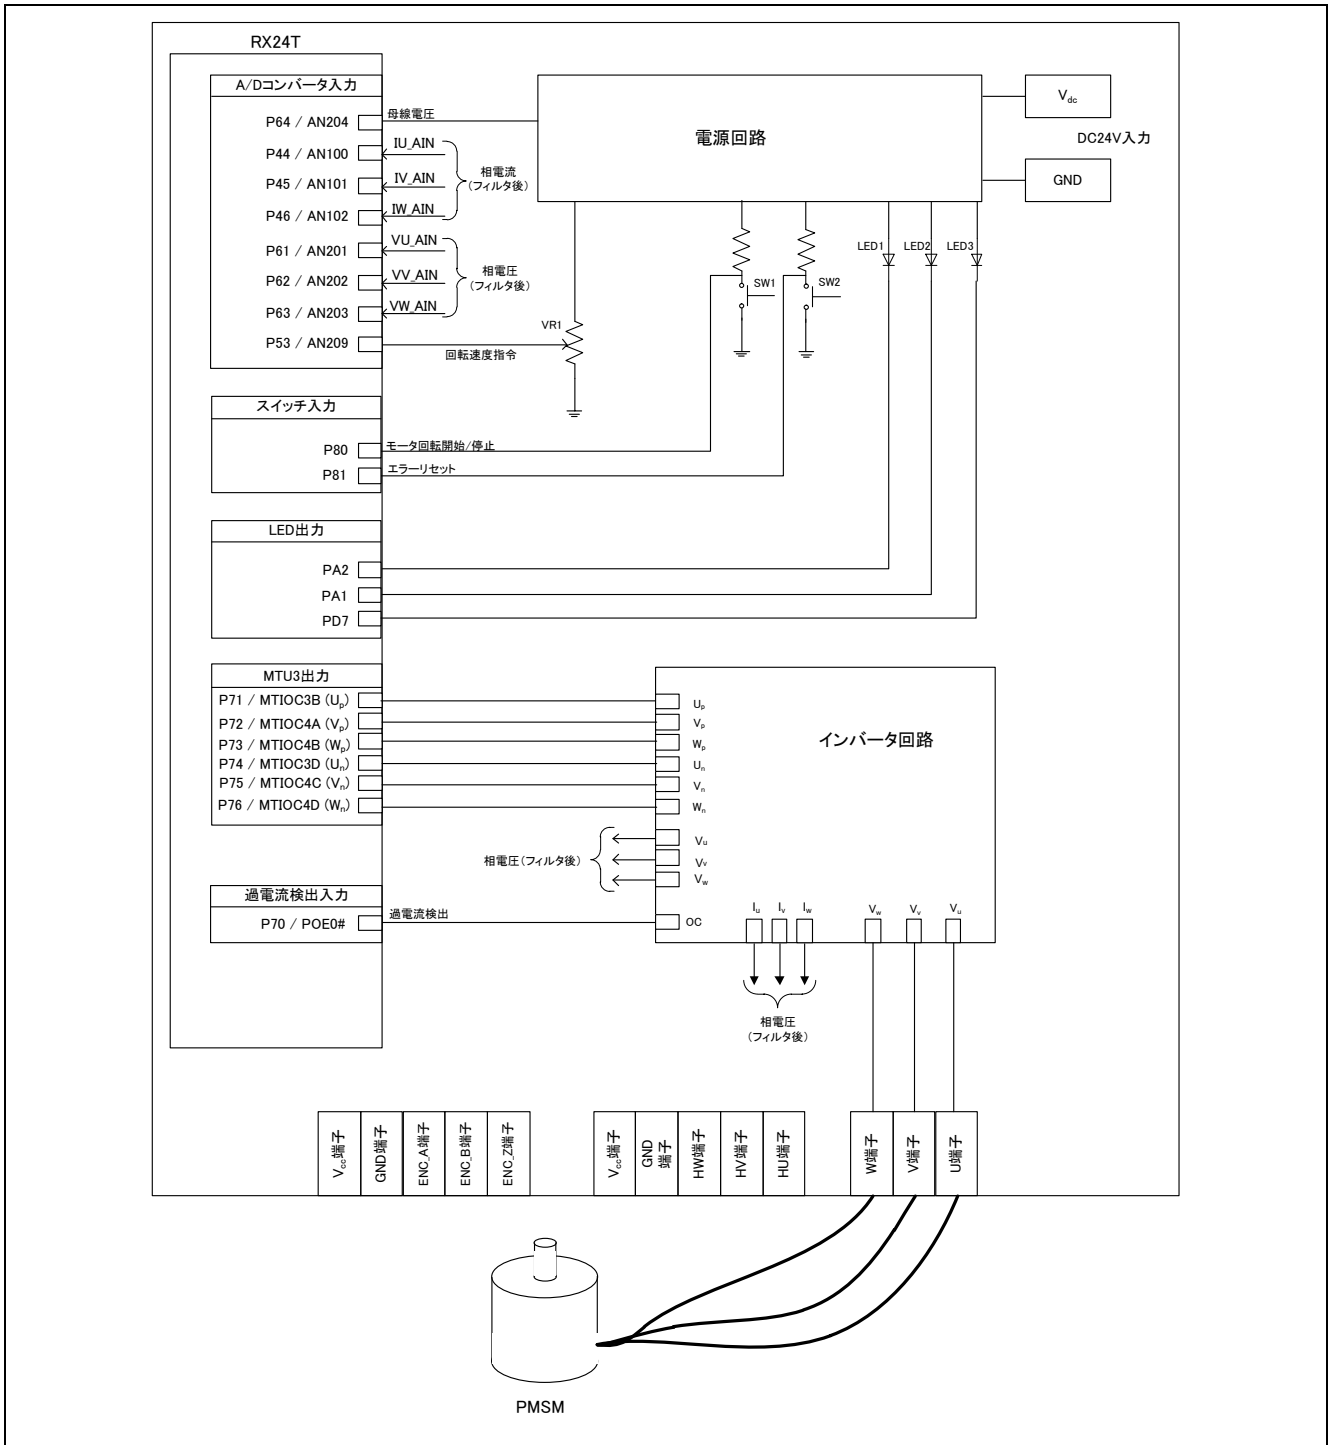 RX24T
A/Dコンバータ入力
P64 / AN204
母線電圧
P44 / AN100
IU_AIN
P45 / AN101
IV_AIN
P46 / AN102
IW_AIN
相電流
(フィルタ後)
P61 / AN201
VU_AIN
P62 / AN202
VV_AIN
P63 / AN203
VW_AIN
相電圧
(フィルタ後)
P53 / AN209
回転速度指令
VR1
電源回路
Vdc
DC24V入力
GND
SW1
SW2
LED1
LED2
LED3
スイッチ入力
P80
モータ回転開始/停止
P81
エラーリセット
LED出力
PA2
PA1
PD7
MTU3出力
P71 / MTIOC3B (Up)
P72 / MTIOC4A (Vp)
P73 / MTIOC4B (Wp)
P74 / MTIOC3D (Un)
P75 / MTIOC4C (Vn)
P76 / MTIOC4D (Wn)
Up
Vp
Wp
Un
Vn
Wn
インバータ回路
相電圧(フィルタ後)
Vu
Vv
Vw
過電流検出入力
P70 / POE0#
過電流検出
OC
Iu
Iv
Iw
Vw
Vv
Vu
相電圧
(フィルタ後)
Vcc端子
GND端子
ENC_A端子
ENC_B端子
ENC_Z端子
Vcc端子
GND
端子
HW端子
HV端子
HU端子
W端子
V端子
U端子
PMSM